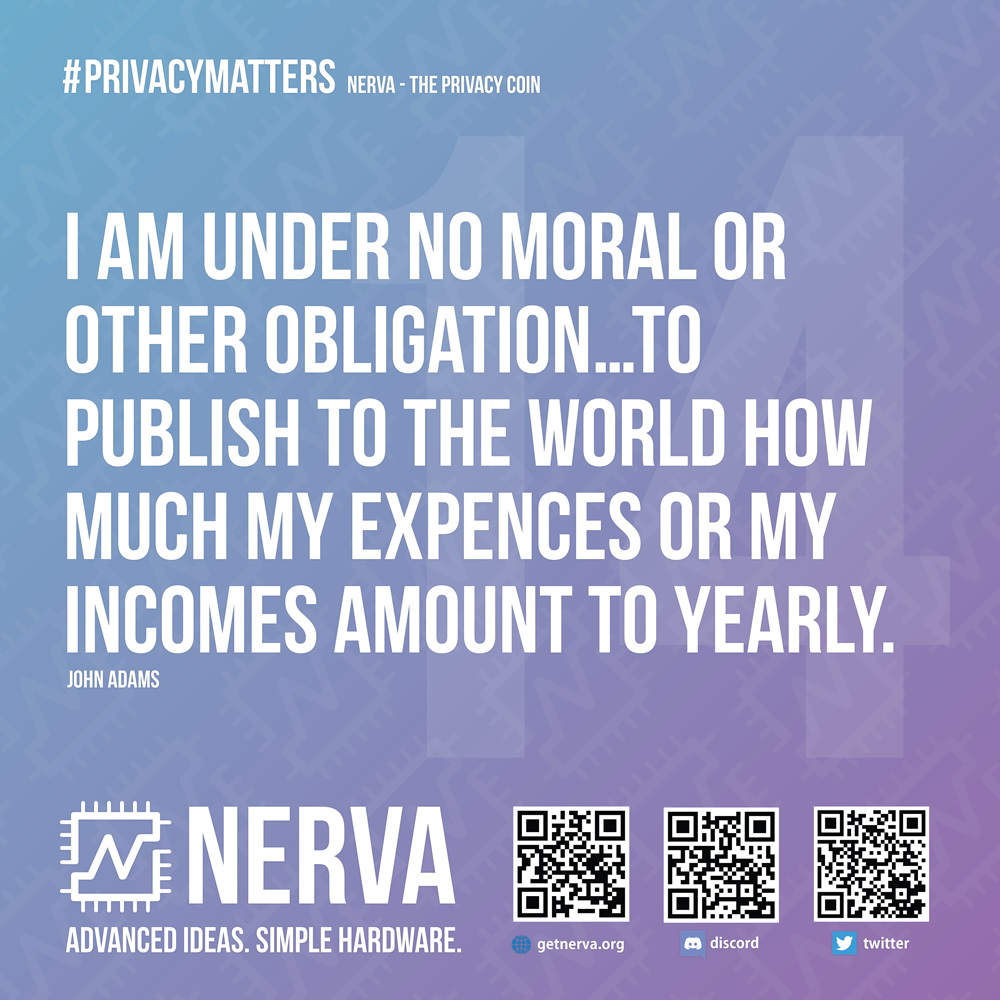 #PRIVACYMATTERS NERVA - THE PRIVACY COIN
14
I AM UNDER NO MORAL OR
OTHER OBLIGATION...TO
PUBLISH TO THE WORLD HOW
MUCH MY EXPENCES OR MY
INCOMES AMOUNT TO YEARLY.
JOHN ADAMS
NERVA
ADVANCED IDEAS. SIMPLE HARDWARE.
getnerva.org discord twitter